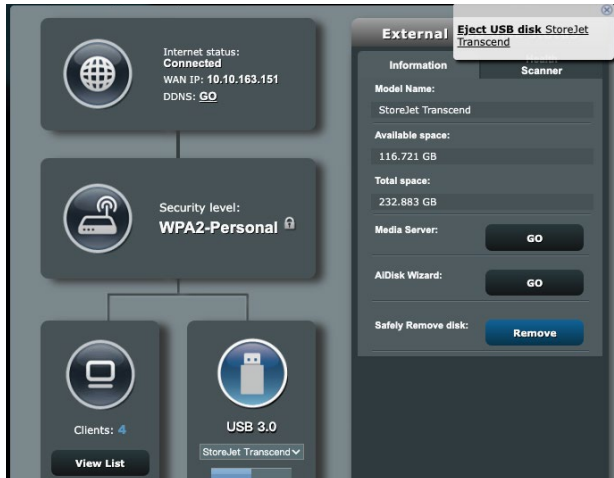 Internet status:
Connected
WAN IP: 10.10.163.151
DDNS: GO
Security level:
WPA2-Personal
Clients: 4
View List
USB 3.0
StoreJet Transcend
External
Eject USB disk StoreJet
Transcend
Information
Scanner
Model Name:
StoreJet Transcend
Available space:
116.721 GB
Total space:
232.883 GB
Media Server:
GO
AiDisk Wizard:
GO
Safely Remove disk:
Remove